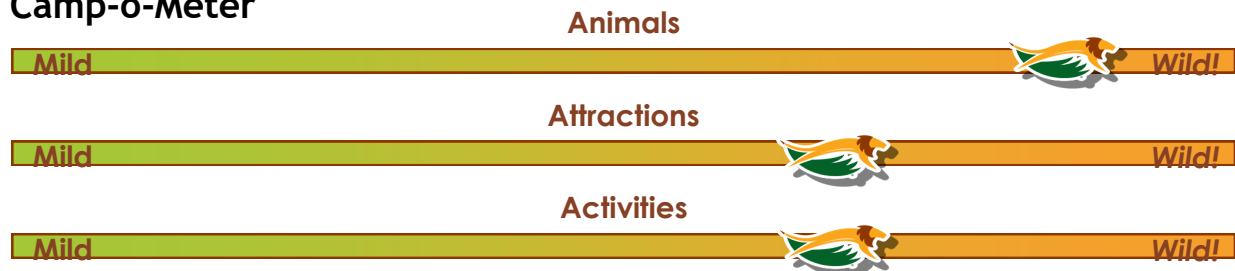 Camp-o-Meter
Animals
Mild Wild!
Attractions
Mild Wild!
Activities
Mild Wild!